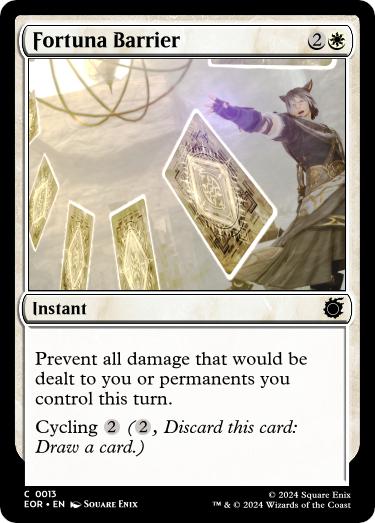 Fortuna Barrier 2
Instant
Prevent all damage that would be
dealt to you or permanents you
control this turn.
Cycling 2 (2, Discard this card:
Draw a card.)
C 0013
EOR • EN SQUARE ENIX
© 2024 Square Enix
™ & © 2024 Wizards of the Coast